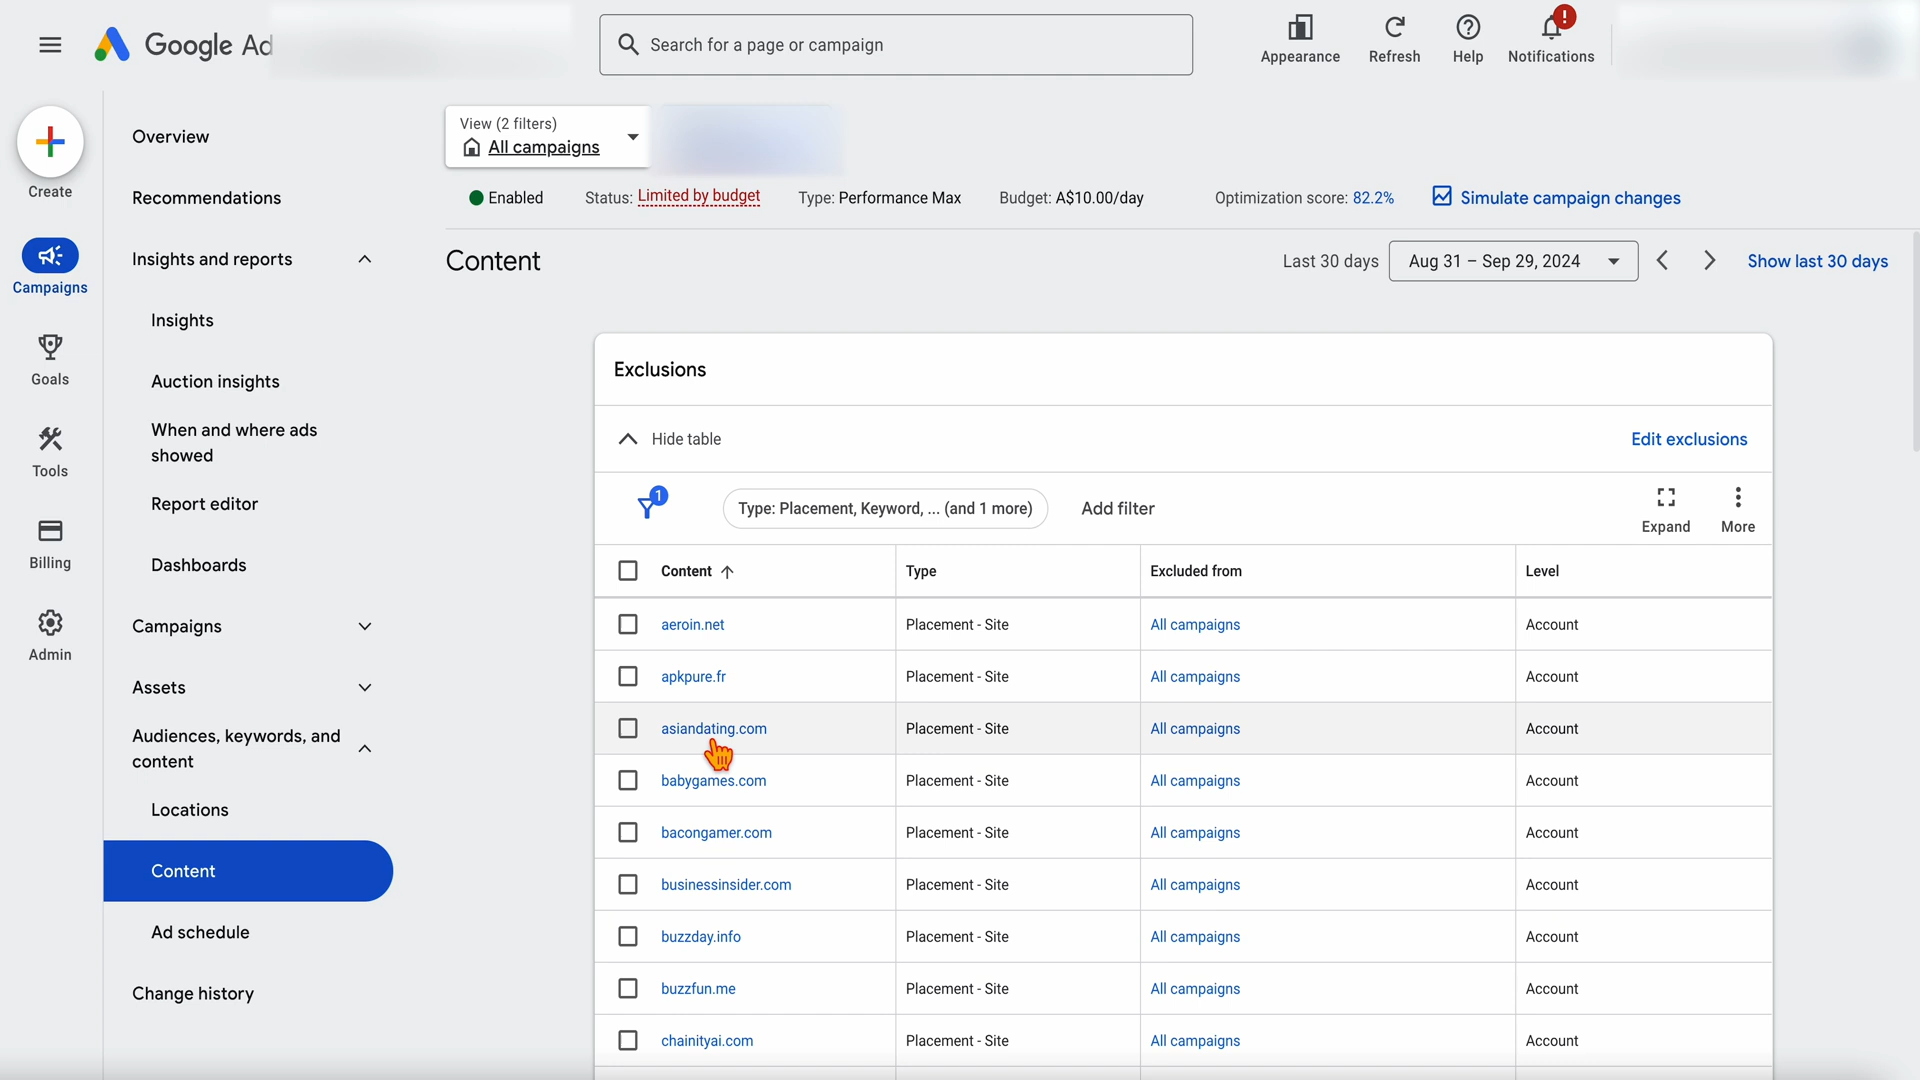 Google Ad
Search for a page or campaign
Appearance
Refresh
Help
!
Notifications
Create
Campaigns
Goals
Tools
Billing
Admin
Overview
Recommendations
Insights and reports
Insights
Auction insights
When and where ads
showed
Report editor
Dashboards
Campaigns
Assets
Audiences, keywords, and
content
Locations
Content
Ad schedule
Change history
View (2 filters)
All campaigns
Enabled
Status: Limited by budget
Type: Performance Max
Budget: A$10.00/day
Optimization score: 82.2%
Simulate campaign changes
Content
Last 30 days
Aug 31 – Sep 29, 2024
Show last 30 days
Exclusions
Hide table
Edit exclusions
1
Type: Placement, Keyword, ... (and 1 more)
Add filter
Expand
More
Content Type Excluded from Level
aeroin.net Placement - Site All campaigns Account
apkpure.fr Placement - Site All campaigns Account
asiandating.com Placement - Site All campaigns Account
babygames.com Placement - Site All campaigns Account
bacongamer.com Placement - Site All campaigns Account
businessinsider.com Placement - Site All campaigns Account
buzzday.info Placement - Site All campaigns Account
buzzfun.me Placement - Site All campaigns Account
chainityai.com Placement - Site All campaigns Account